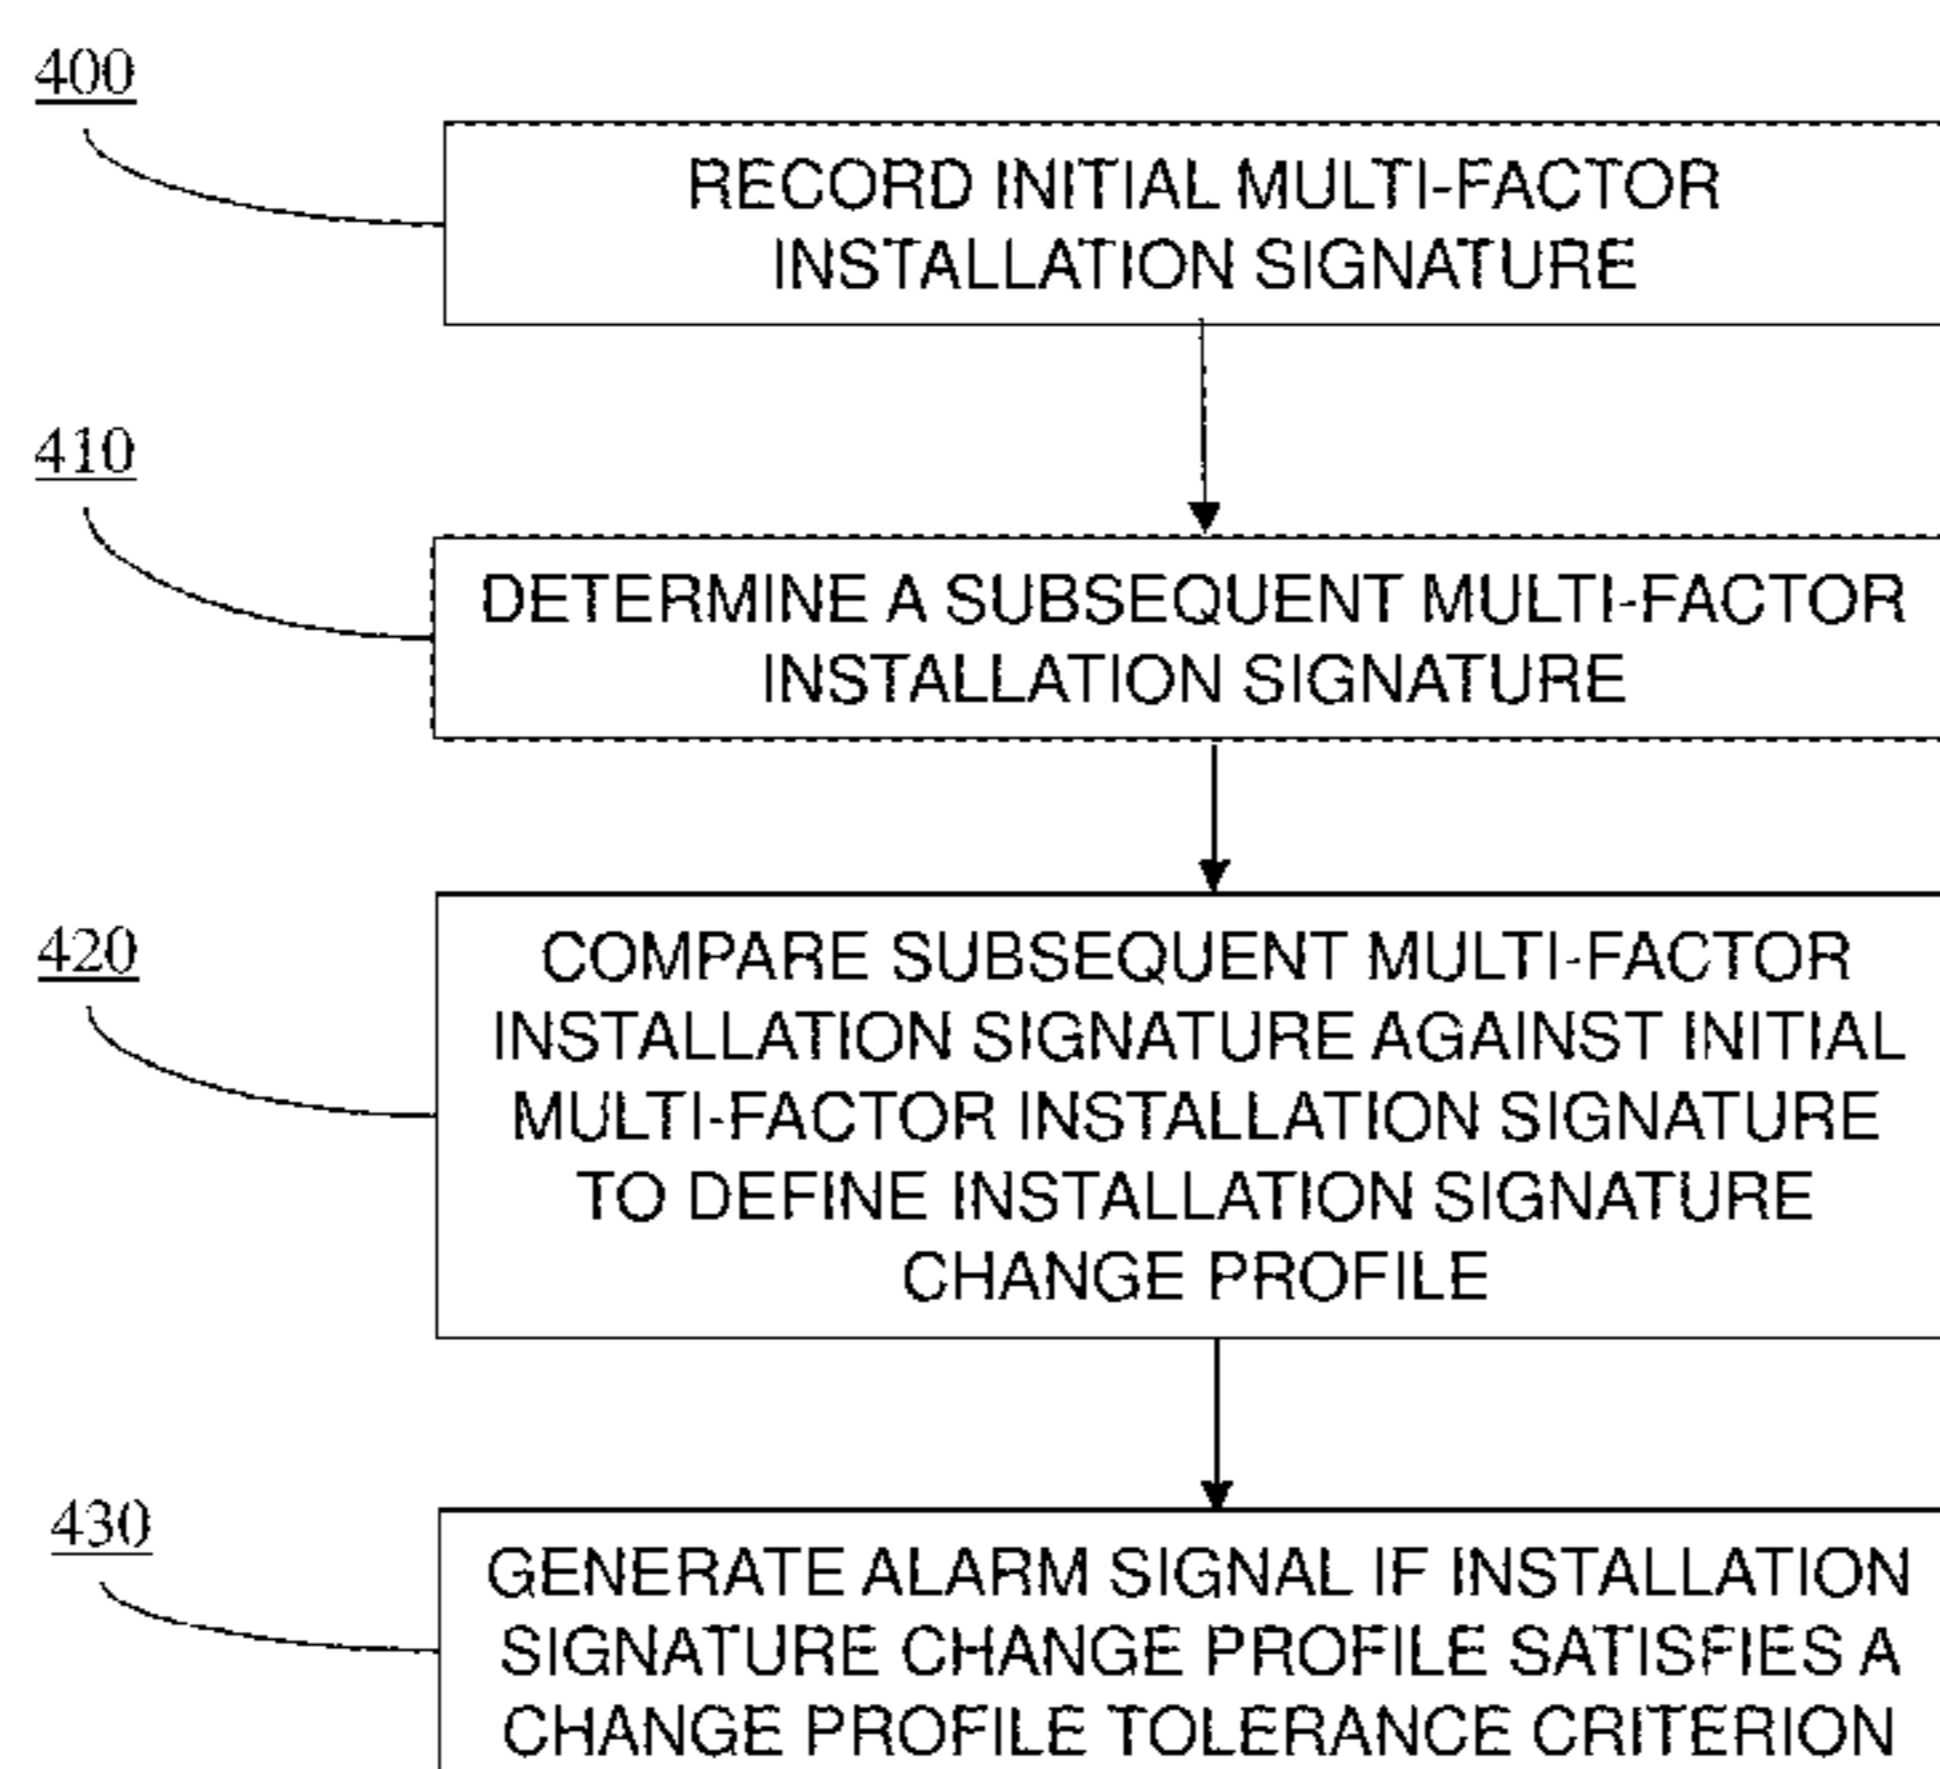 400
RECORD INITIAL MULTI-FACTOR
INSTALLATION SIGNATURE
410
DETERMINE A SUBSEQUENT MULTI-FACTOR
INSTALLATION SIGNATURE
420
COMPARE SUBSEQUENT MULTI-FACTOR
INSTALLATION SIGNATURE AGAINST INITIAL
MULTI-FACTOR INSTALLATION SIGNATURE
TO DEFINE INSTALLATION SIGNATURE
CHANGE PROFILE
430
GENERATE ALARM SIGNAL IF INSTALLATION
SIGNATURE CHANGE PROFILE SATISFIES A
CHANGE PROFILE TOLERANCE CRITERION